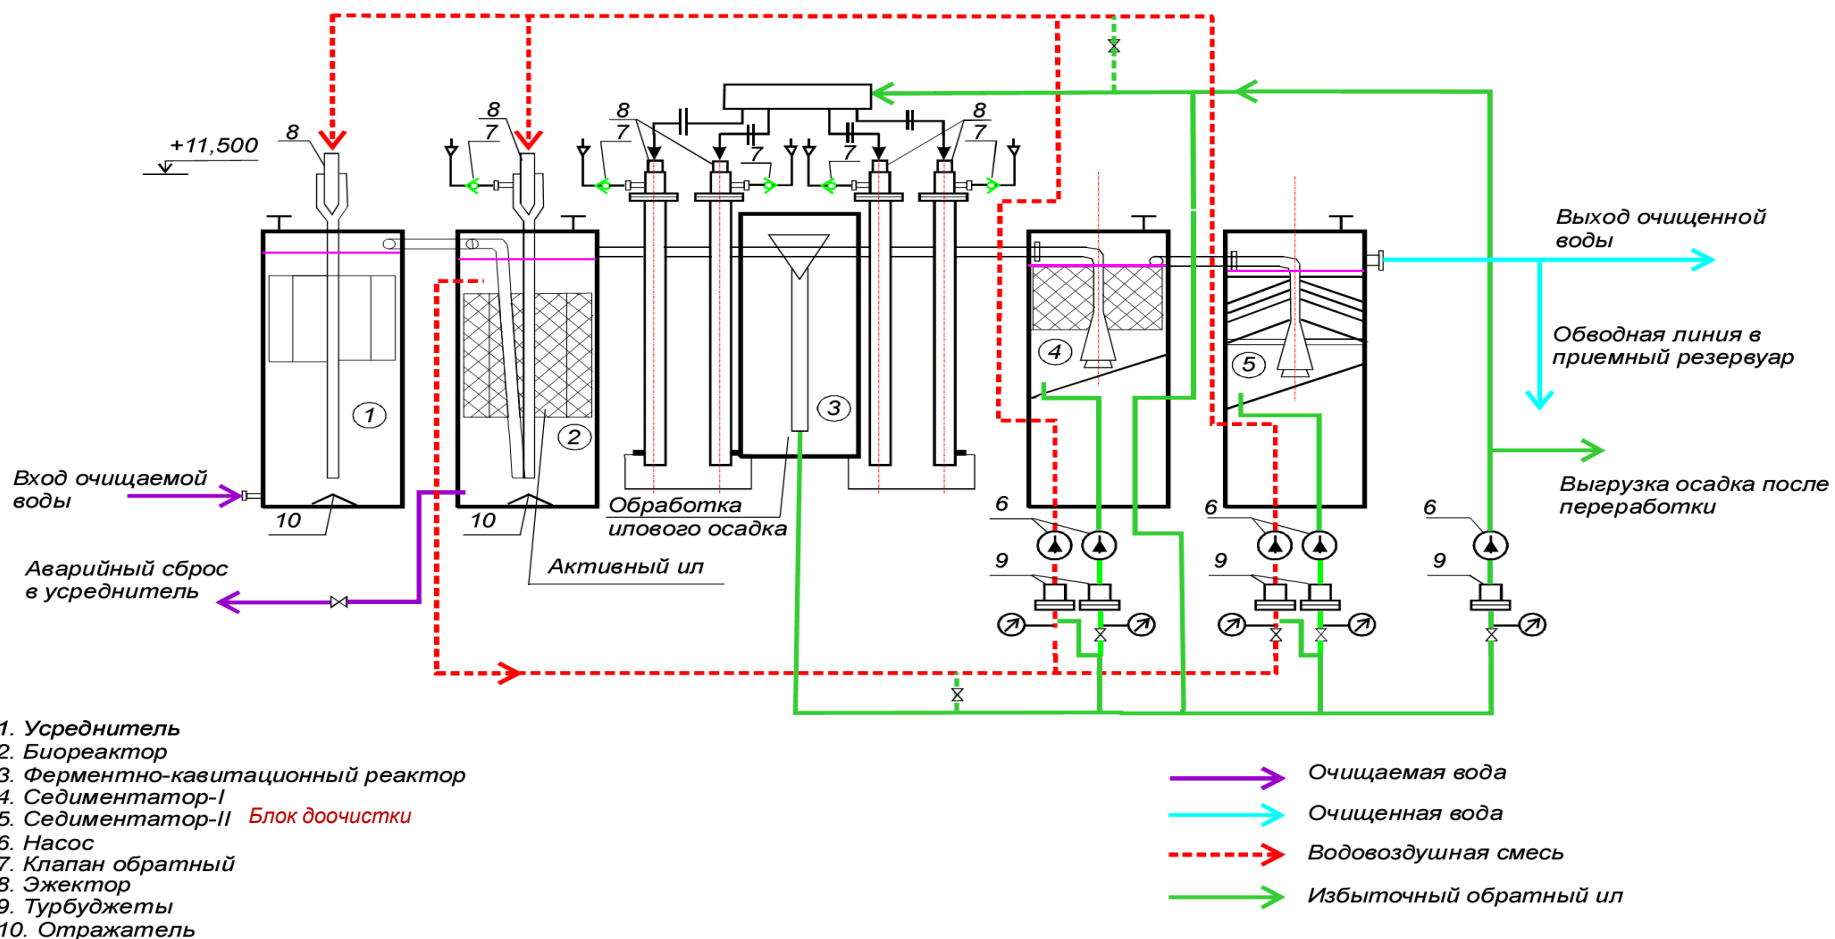 8
8
8
8
7
7
7
7
7
+11,500
1
2
3
4
5
Выход очищенной
воды
Обводная линия в
приемный резервуар
Вход очищаемой
воды
10
10
Обработка
илового осадка
Активный ил
Аварийный сброс
в усреднитель
6
6
6
9
9
9
Выгрузка осадка после
переработки
1. Усреднитель
2. Биореактор
3. Ферментно-кавитационный реактор
4. Седиментатор-I
5. Седиментатор-II Блок доочистки
6. Насос
7. Клапан обратный
8. Эжектор
9. Турбуджеты
10. Отражатель
Очищаемая вода
Очищенная вода
Водовоздушная смесь
Избыточный обратный ил